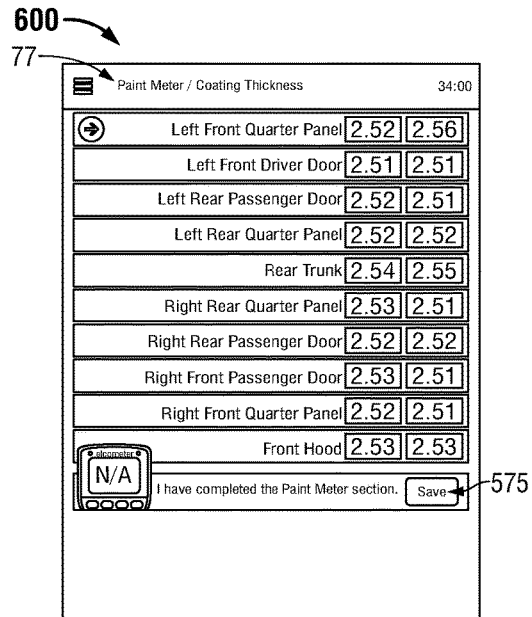 600
77
Paint Meter / Coating Thickness 34:00
Left Front Quarter Panel 2.52 2.56
Left Front Driver Door 2.51 2.51
Left Rear Passenger Door 2.52 2.51
Left Rear Quarter Panel 2.52 2.52
Rear Trunk 2.54 2.55
Right Rear Quarter Panel 2.53 2.51
Right Rear Passenger Door 2.52 2.52
Right Front Passenger Door 2.53 2.51
Right Front Quarter Panel 2.52 2.51
Front Hood 2.53 2.53
elcometer
N/A
I have completed the Paint Meter section. Save 575